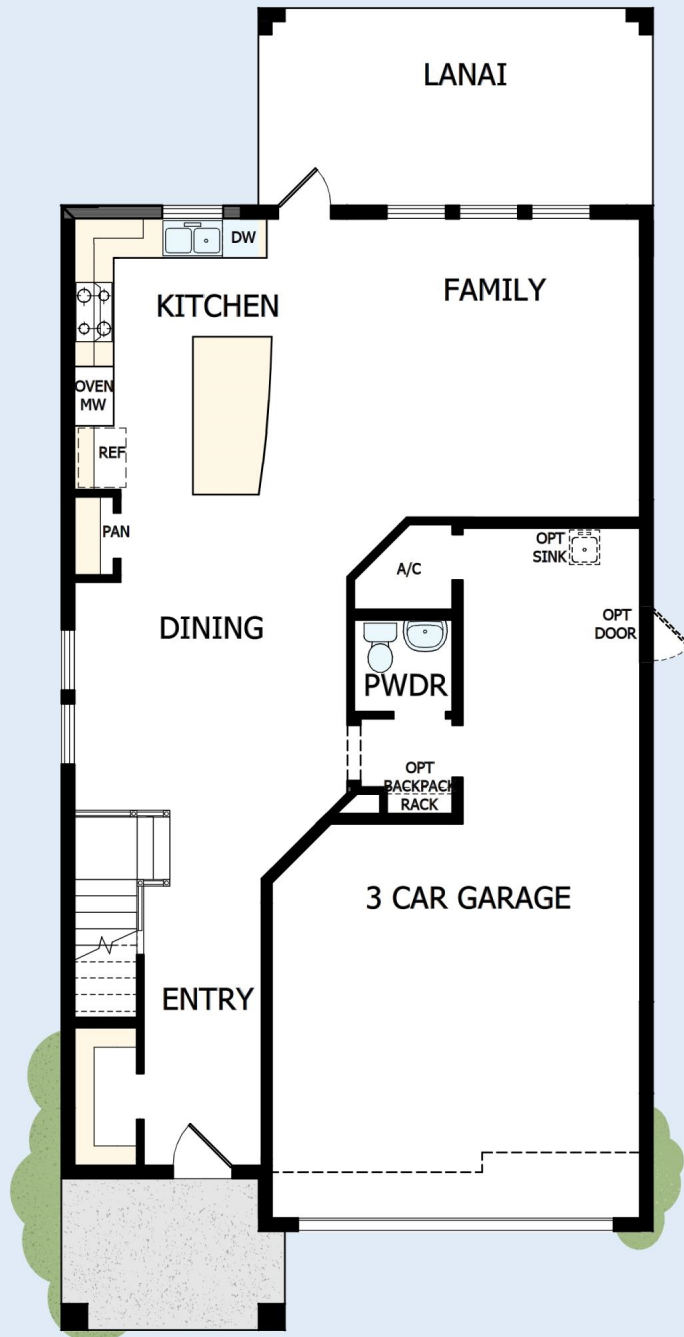 LANAI
DW
FAMILY
KITCHEN
OVEN
MW
REF
PAN
OPT
SINK
A/C
OPT
DOOR
DINING
PWDR
OPT
BACKPACK
RACK
3 CAR GARAGE
ENTRY